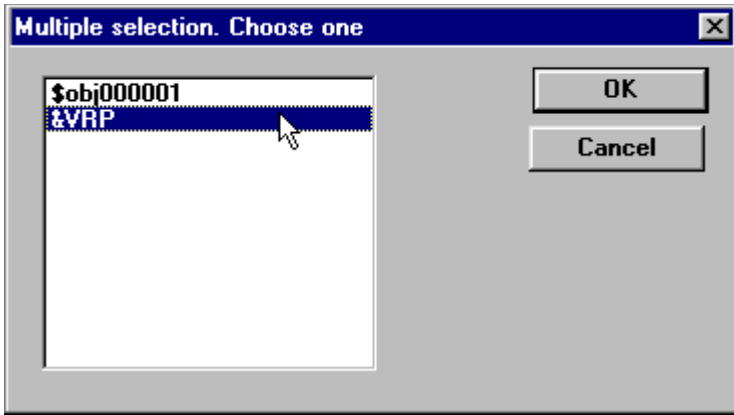 Multiple selection. Choose one
$obj000001
&VRP
OK
Cancel